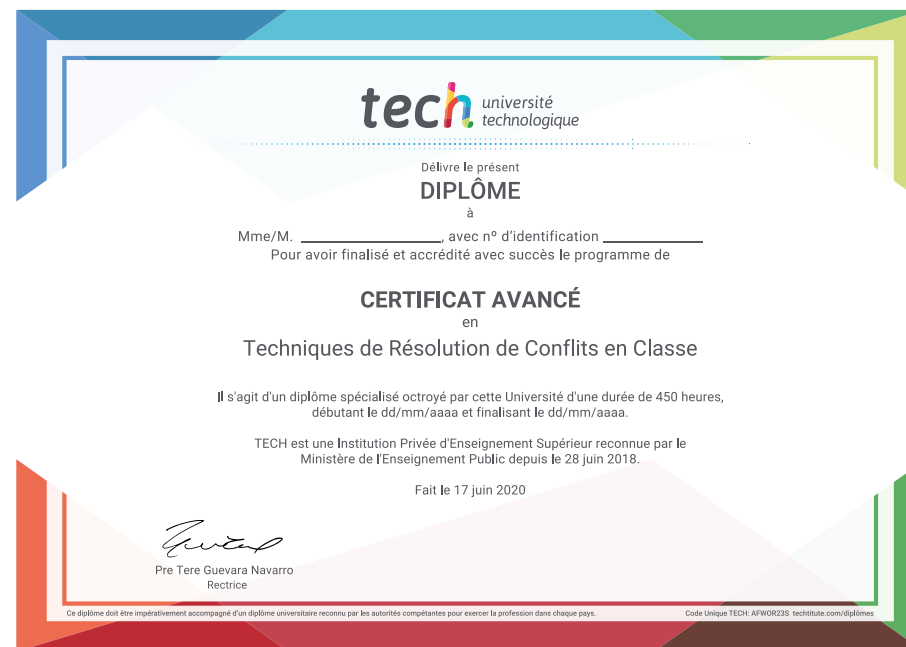 tech université
technologique
Délivre le présent
DIPLÔME
à
Mme/M. ____________________, avec nº d'identification ______________
Pour avoir finalisé et accrédité avec succès le programme de
CERTIFICAT AVANCÉ
en
Techniques de Résolution de Conflits en Classe
Il s'agit d'un diplôme spécialisé octroyé par cette Université d'une durée de 450 heures,
débutant le dd/mm/aaaa et finalisant le dd/mm/aaaa.
TECH est une Institution Privée d'Enseignement Supérieur reconnue par le
Ministère de l'Enseignement Public depuis le 28 juin 2018.
Fait le 17 juin 2020
Pre Tere Guevara Navarro
Rectrice
Ce diplôme doit être impérativement accompagné d'un diplôme universitaire reconnu par les autorités compétantes pour exercer la profession dans chaque pays.
Code Unique TECH: AFWOR23S techtitute.com/diplômes